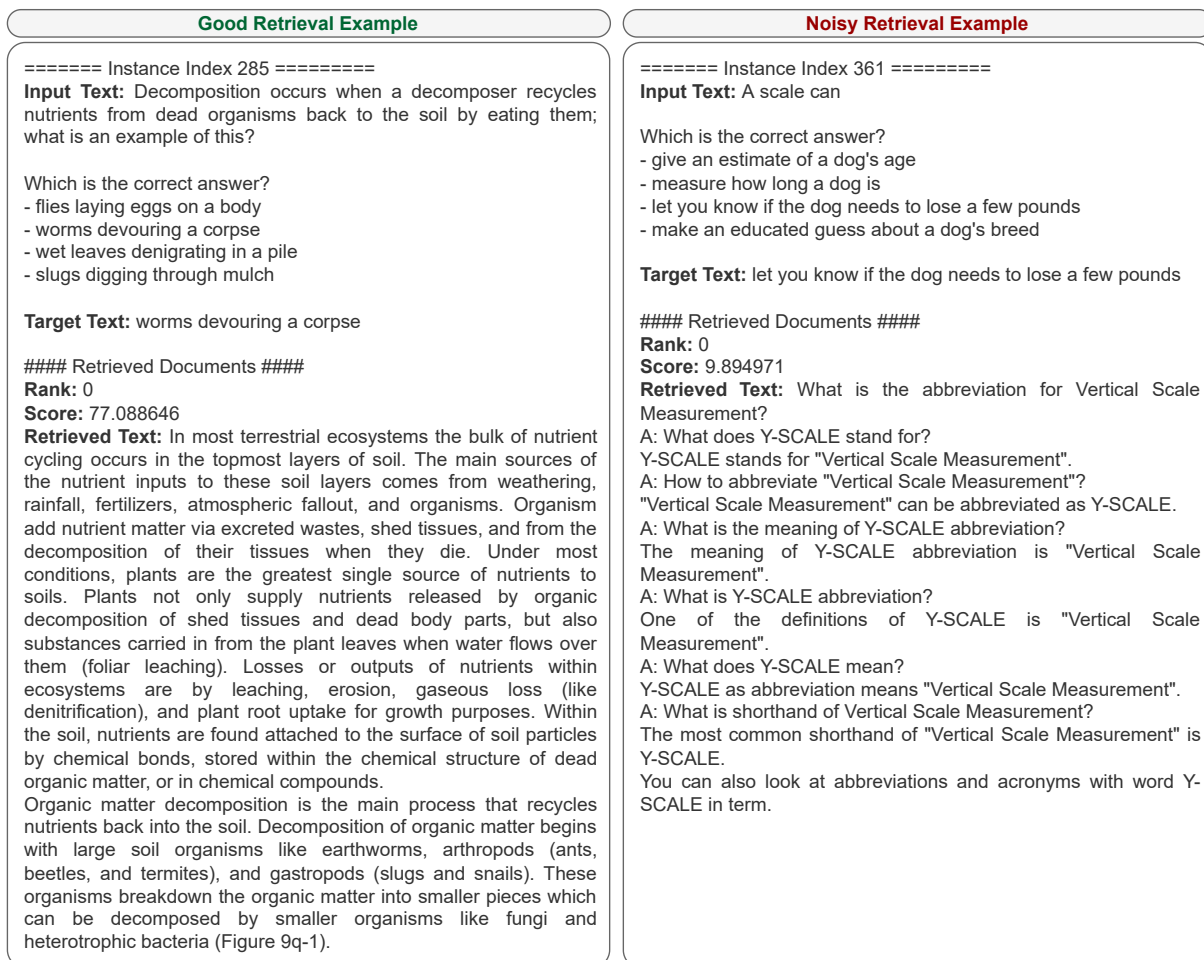 Good Retrieval Example
======= Instance Index 285 =========
Input Text: Decomposition occurs when a decomposer recycles
nutrients from dead organisms back to the soil by eating them;
what is an example of this?
Which is the correct answer?
- flies laying eggs on a body
- worms devouring a corpse
- wet leaves denigrating in a pile
- slugs digging through mulch
Target Text: worms devouring a corpse
#### Retrieved Documents ####
Rank: 0
Score: 77.088646
Retrieved Text: In most terrestrial ecosystems the bulk of nutrient
cycling occurs in the topmost layers of soil. The main sources of
the nutrient inputs to these soil layers comes from weathering,
rainfall, fertilizers, atmospheric fallout, and organisms. Organism
add nutrient matter via excreted wastes, shed tissues, and from the
decomposition of their tissues when they die. Under most
conditions, plants are the greatest single source of nutrients to
soils. Plants not only supply nutrients released by organic
decomposition of shed tissues and dead body parts, but also
substances carried in from the plant leaves when water flows over
them (foliar leaching). Losses or outputs of nutrients within
ecosystems are by leaching, erosion, gaseous loss (like
denitrification), and plant root uptake for growth purposes. Within
the soil, nutrients are found attached to the surface of soil particles
by chemical bonds, stored within the chemical structure of dead
organic matter, or in chemical compounds.
Organic matter decomposition is the main process that recycles
nutrients back into the soil. Decomposition of organic matter begins
with large soil organisms like earthworms, arthropods (ants,
beetles, and termites), and gastropods (slugs and snails). These
organisms breakdown the organic matter into smaller pieces which
can be decomposed by smaller organisms like fungi and
heterotrophic bacteria (Figure 9q-1).
Noisy Retrieval Example
======= Instance Index 361 =========
Input Text: A scale can
Which is the correct answer?
- give an estimate of a dog's age
- measure how long a dog is
- let you know if the dog needs to lose a few pounds
- make an educated guess about a dog's breed
Target Text: let you know if the dog needs to lose a few pounds
#### Retrieved Documents ####
Rank: 0
Score: 9.894971
Retrieved Text: What is the abbreviation for Vertical Scale
Measurement?
A: What does Y-SCALE stand for?
Y-SCALE stands for "Vertical Scale Measurement".
A: How to abbreviate "Vertical Scale Measurement"?
"Vertical Scale Measurement" can be abbreviated as Y-SCALE.
A: What is the meaning of Y-SCALE abbreviation?
The meaning of Y-SCALE abbreviation is "Vertical Scale
Measurement".
A: What is Y-SCALE abbreviation?
One of the definitions of Y-SCALE is "Vertical Scale
Measurement".
A: What does Y-SCALE mean?
Y-SCALE as abbreviation means "Vertical Scale Measurement".
A: What is shorthand of Vertical Scale Measurement?
The most common shorthand of "Vertical Scale Measurement" is
Y-SCALE.
You can also look at abbreviations and acronyms with word Y-
SCALE in term.